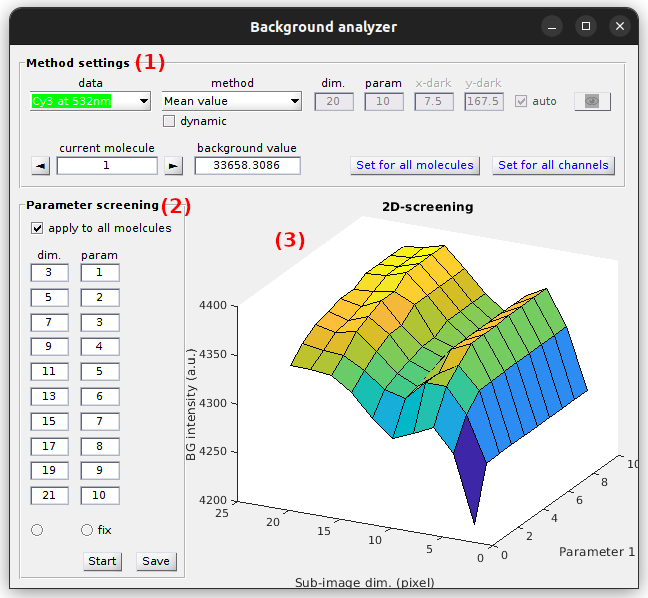 Background analyzer
Method settings (1)
data method dim. param x-dark y-dark
Cy3 at 532nm Mean value 20 10 7.5 167.5 auto
dynamic
current molecule background value
1 33658.3086 Set for all molecules Set for all channels
Parameter screening (2)
apply to all moelcules
dim. param
3 1
5 2
7 3
9 4
11 5
13 6
15 7
17 8
19 9
21 10
fix
Start Save
2D-screening
(3)
4400
4350
4300
4250
4200
BG intensity (a.u.)
25 20 15 10 5 0
Sub-image dim. (pixel)
0 2 4 6 8 10
Parameter 1